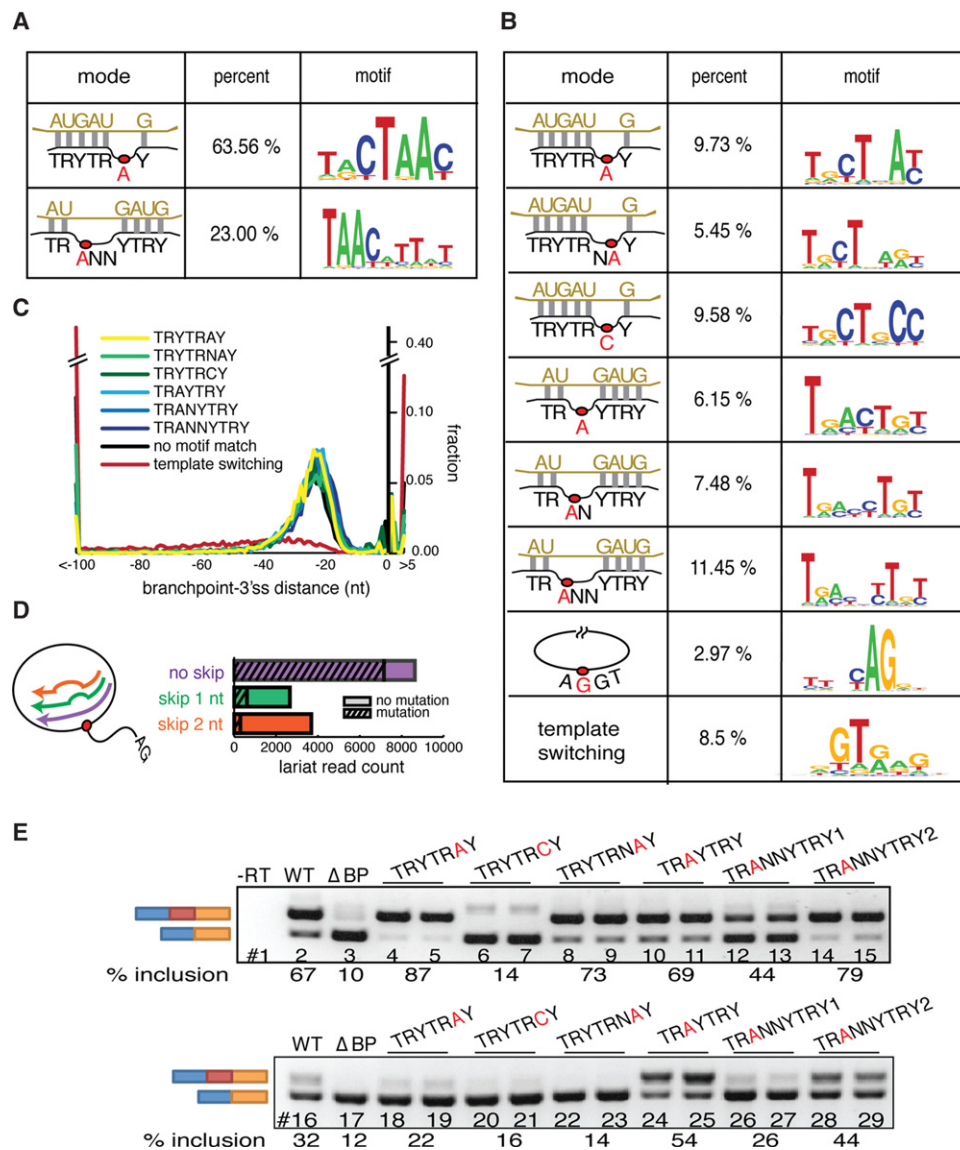 A
mode percent motif
AUGAU G
TRYTR Y
A
63.56 %
TACTAAC
AU GAUG
TR YTRY
ANN
23.00 %
TAAC
B
mode percent motif
AUGAU G
TRYTR Y
A
9.73 %
AUGAU G
TRYTR Y
NA
5.45 %
AUGAU G
TRYTR Y
C
9.58 %
AU GAUG
TR YTRY
A
6.15 %
AU GAUG
TR YTRY
AN
7.48 %
AU GAUG
TR YTRY
ANN
11.45 %
AGGT
2.97 %
AG
template
switching
8.5 %
GT
C
TRYTRAY
TRYTRNAY
TRYTRCY
TRAYTRY
TRANYTRY
TRANNYTRY
no motif match
template switching
0.40
0.10
0.05
0.00
fraction
<-100 -80 -60 -40 -20 0 >5
branchpoint-3'ss distance (nt)
D
AG
no skip
skip 1 nt
skip 2 nt
no mutation
mutation
0 2000 4000 6000 8000 10000
lariat read count
E
-RT WT Δ BP TRYTRAY TRYTRCY TRYTRNAY TRAYTRY TRANNYTRY1 TRANNYTRY2
#1 2 3 4 5 6 7 8 9 10 11 12 13 14 15
% inclusion 67 10 87 14 73 69 44 79
WT Δ BP TRYTRAY TRYTRCY TRYTRNAY TRAYTRY TRANNYTRY1 TRANNYTRY2
#16 17 18 19 20 21 22 23 24 25 26 27 28 29
% inclusion 32 12 22 16 14 54 26 44